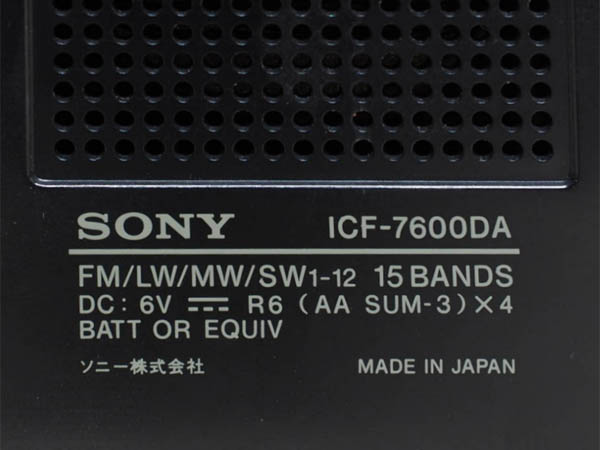 SONY ICF-7600DA
FM/LW/MW/SW1-12 15 BANDS
DC: 6V ⎓ R6 (AA SUM-3)×4
BATT OR EQUIV
ソニー株式会社 MADE IN JAPAN